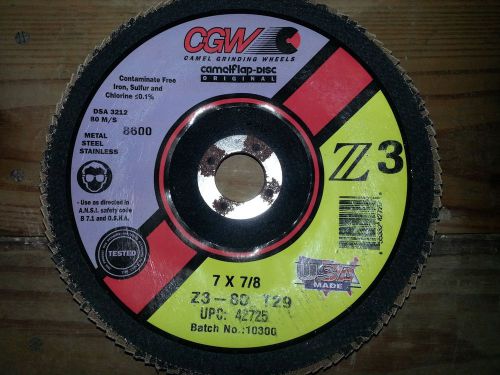 CGW
CAMEL GRINDING WHEELS
camelflap-disc
ORIGINAL
Contaminate Free
Iron, Sulfur and
Chlorine ≤0.1%
DSA 3212
80 M/S
8600
METAL
STEEL
STAINLESS
Z3
- Use as directed in
A.N.S.I. safety code
B 7.1 and O.S.H.A.
TESTED
7 X 7/8
USA
MADE
Z3-80 T29
UPC: 42725
Batch No.:10300